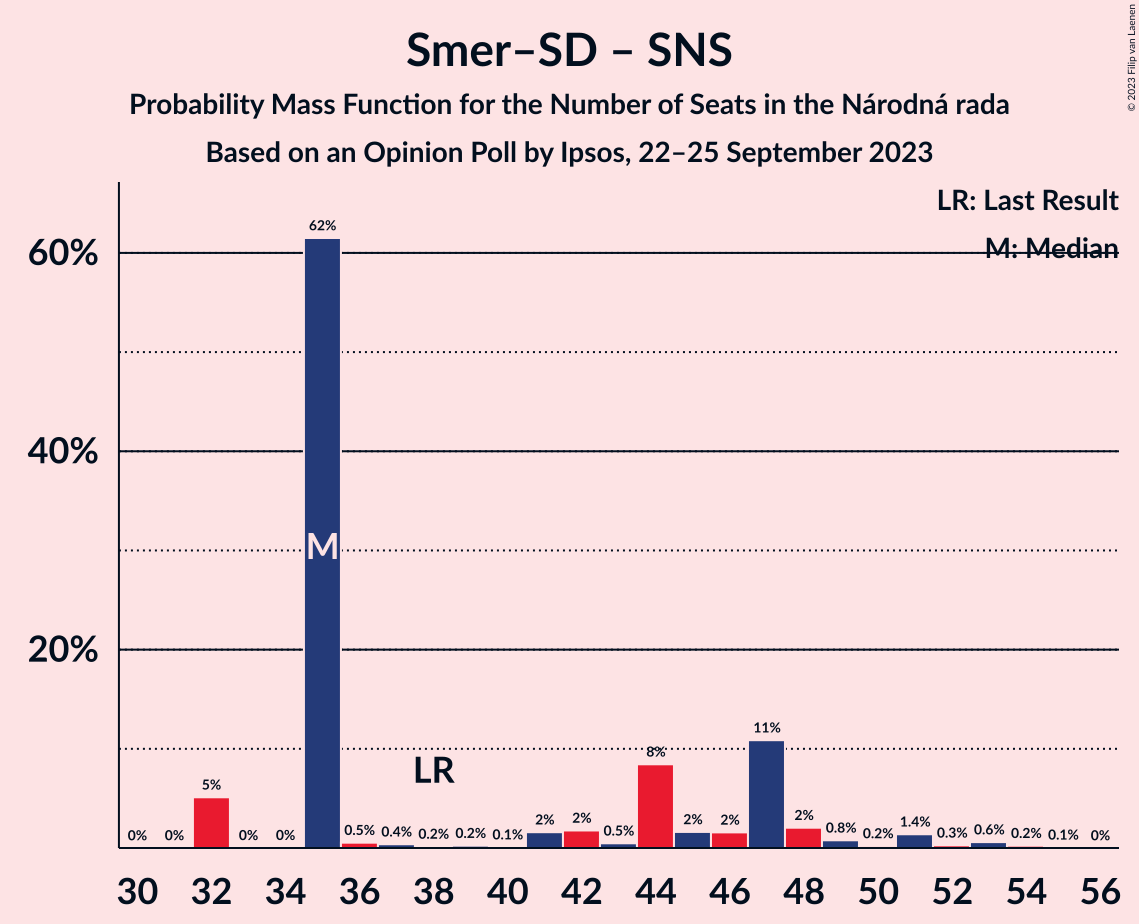 Smer–SD – SNS
Probability Mass Function for the Number of Seats in the Národná rada
Based on an Opinion Poll by Ipsos, 22–25 September 2023
© 2023 Filip van Laenen
LR: Last Result
M: Median
60%
40%
20%
0% 0% 5% 0% 0% 62% 0.5% 0.4% 0.2% 0.2% 0.1% 2% 2% 0.5% 8% 2% 2% 11% 2% 0.8% 0.2% 1.4% 0.3% 0.6% 0.2% 0.1% 0%
M
LR
30 32 34 36 38 40 42 44 46 48 50 52 54 56